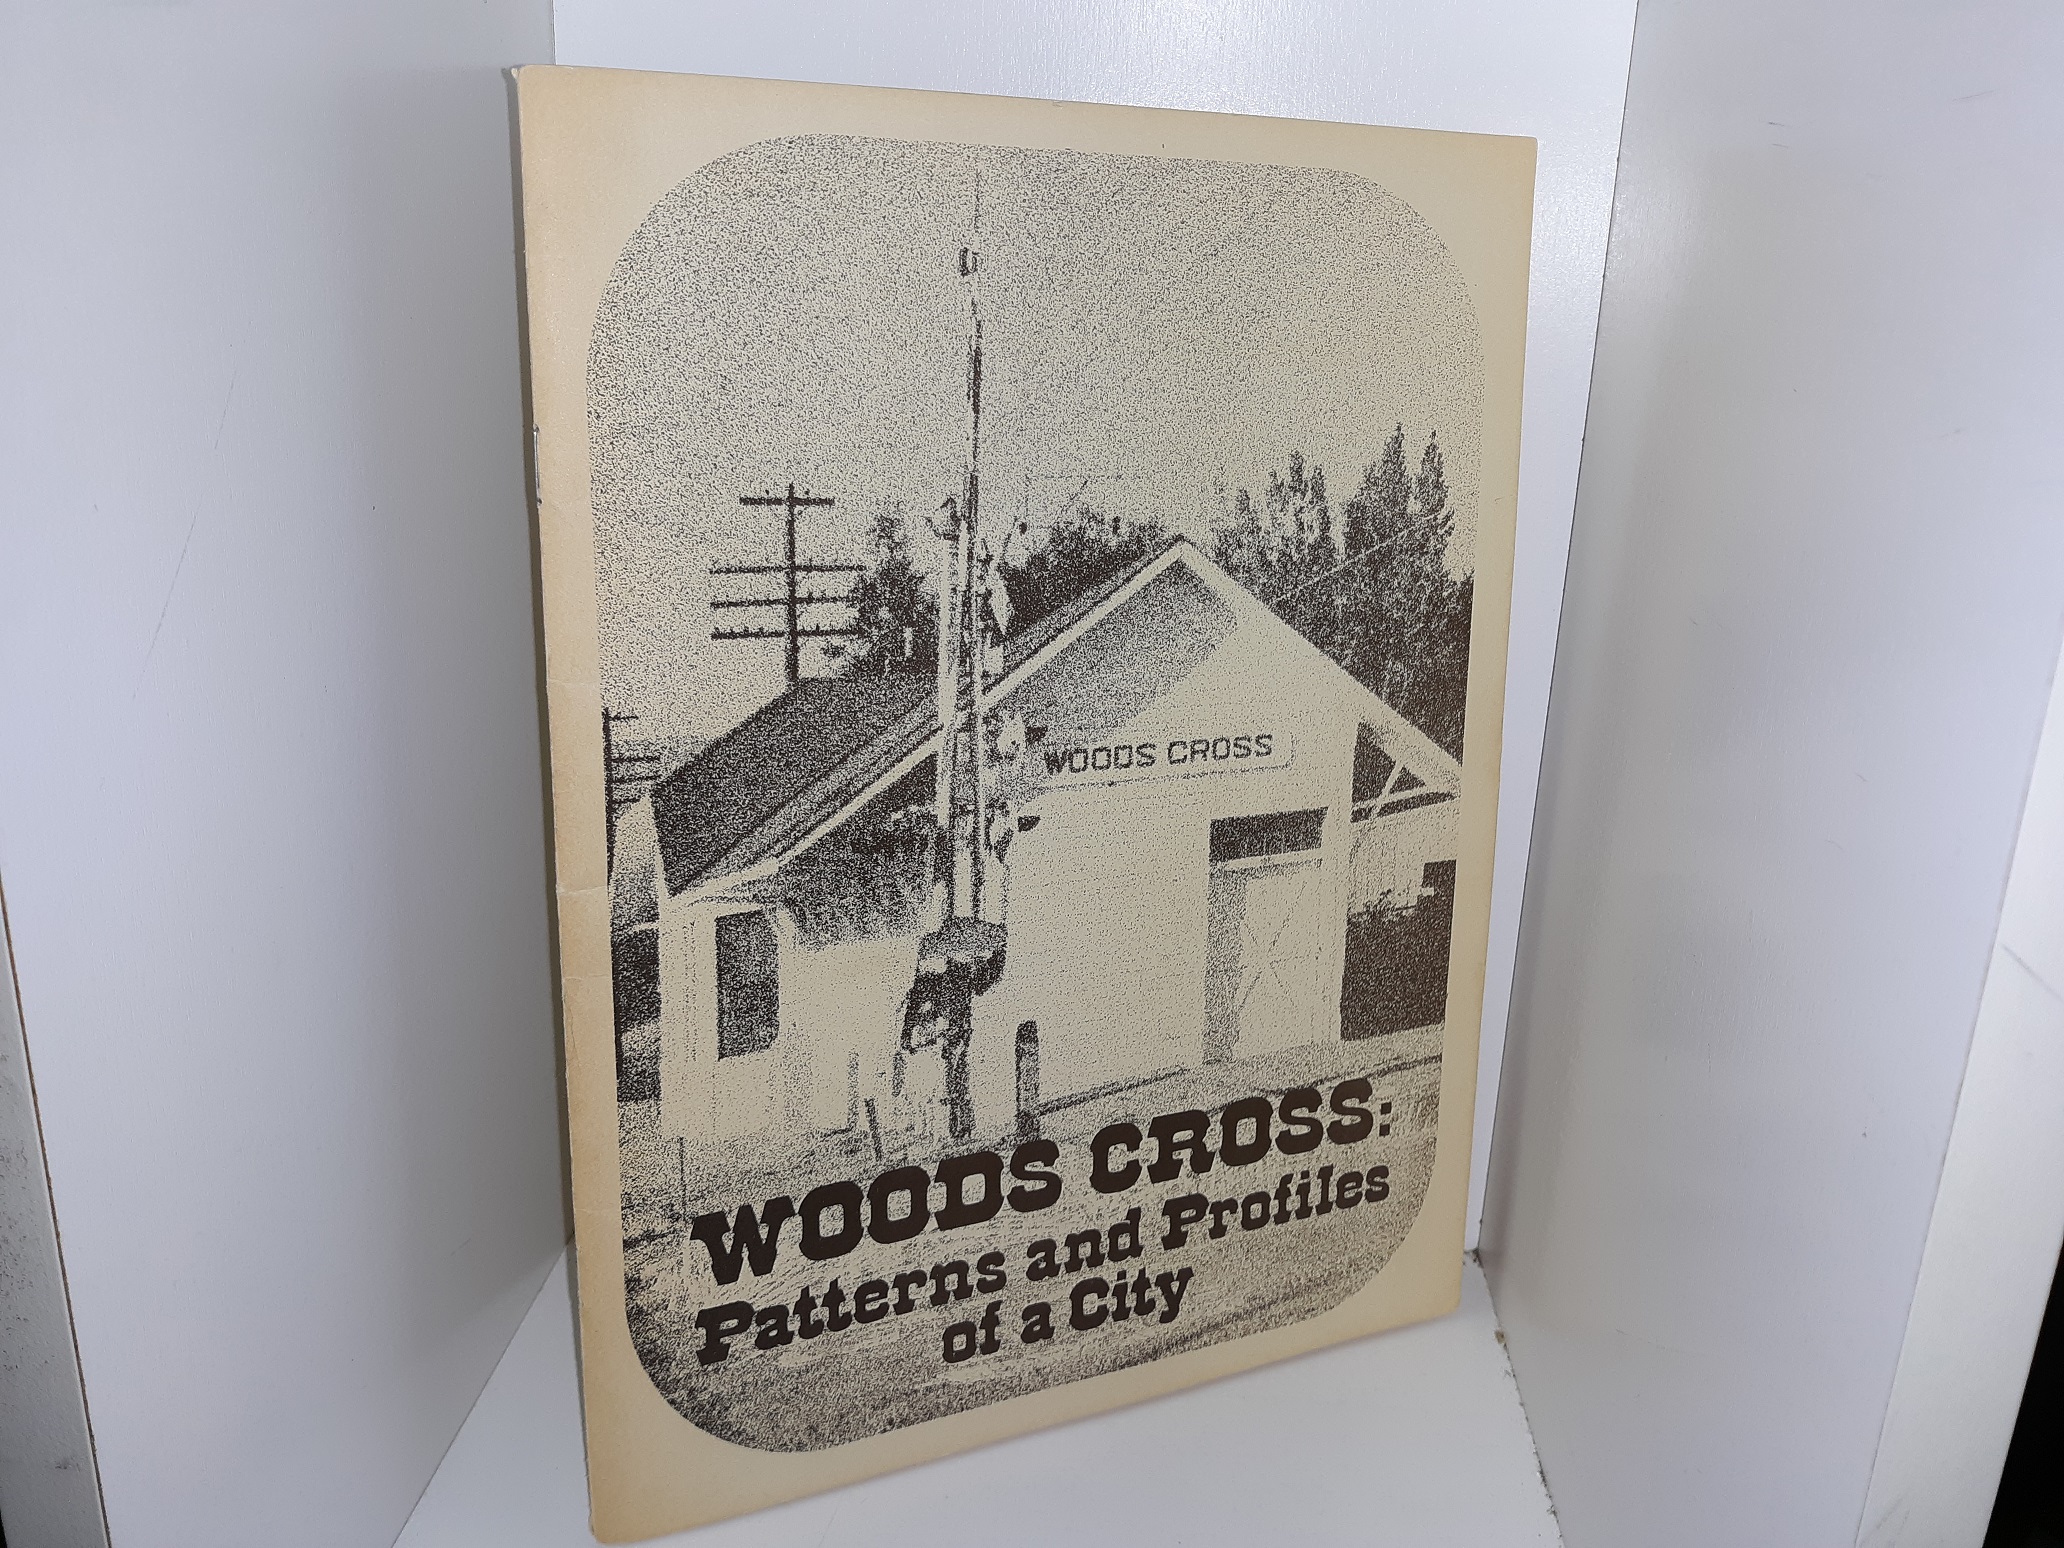 WOODS CROSS
WOODS CROSS:
Patterns and Profiles
of a City